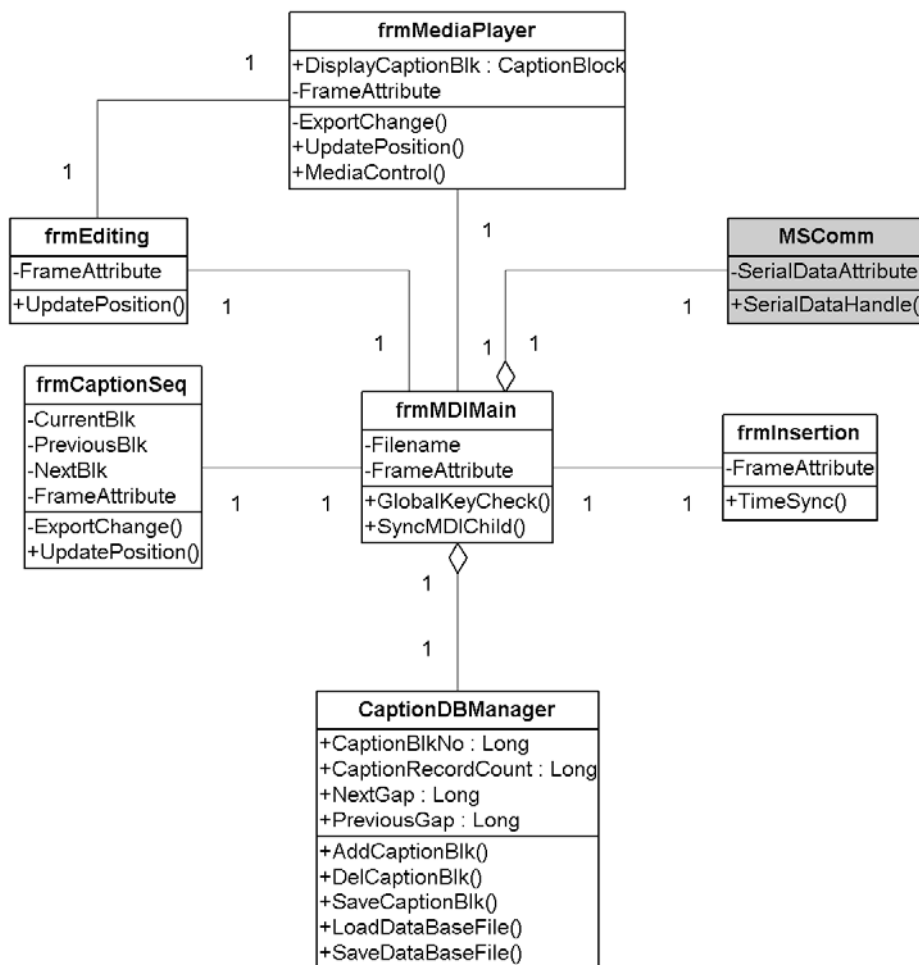 frmMediaPlayer
+DisplayCaptionBlk : CaptionBlock
-FrameAttribute
-ExportChange()
+UpdatePosition()
+MediaControl()
1
1
frmEditing
-FrameAttribute
+UpdatePosition()
1
1
1
1
1
1
MSComm
-SerialDataAttribute
+SerialDataHandle(
frmCaptionSeq
-CurrentBlk
-PreviousBlk
-NextBlk
-FrameAttribute
-ExportChange()
+UpdatePosition()
1
1
frmMDIMain
-Filename
-FrameAttribute
+GlobalKeyCheck()
+SyncMDIChild()
1
1
frmInsertion
-FrameAttribute
+TimeSync()
1
1
CaptionDBManager
+CaptionBlkNo : Long
+CaptionRecordCount : Long
+NextGap : Long
+PreviousGap : Long
+AddCaptionBlk()
+DelCaptionBlk()
+SaveCaptionBlk()
+LoadDataBaseFile()
+SaveDataBaseFile()